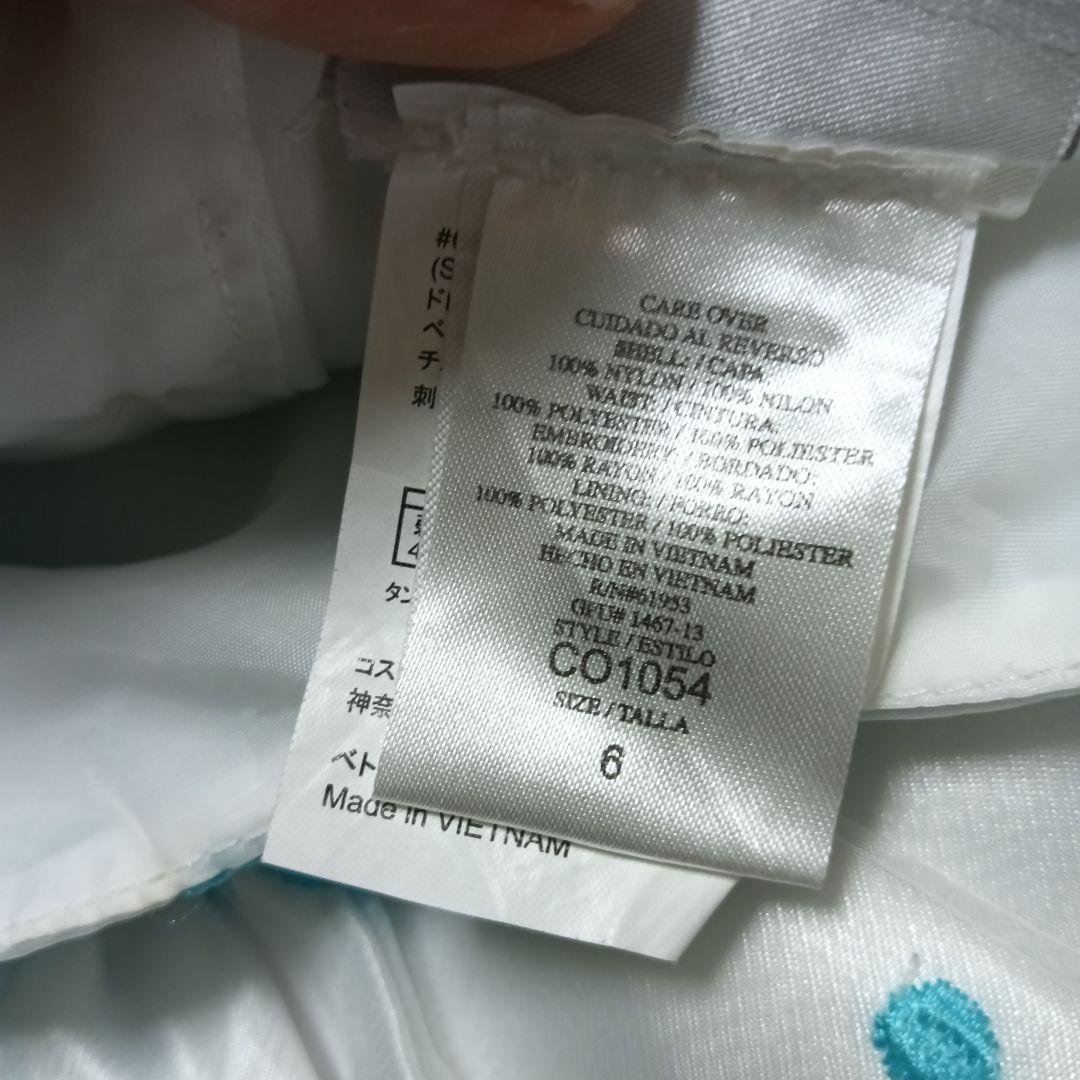 CARE OVER
CUIDADO AL REVERSO
SHELL: / CAPA
100% NYLON / 100% NILON
WAIST: / CINTURA:
100% POLYESTER / 100% POLIESTER
EMBROIDERY: / BORDADO:
100% RAYON / 100% RAYON
LINING: / FORRO:
100% POLYESTER / 100% POLIESTER
MADE IN VIETNAM
HECHO EN VIETNAM
R/N#61953
GFU# 1467-13
STYLE / ESTILO
CO1054
SIZE / TALLA
6
(S
ペ
チ
刺
タン
コス
神奈
ベト
Made in VIETNAM